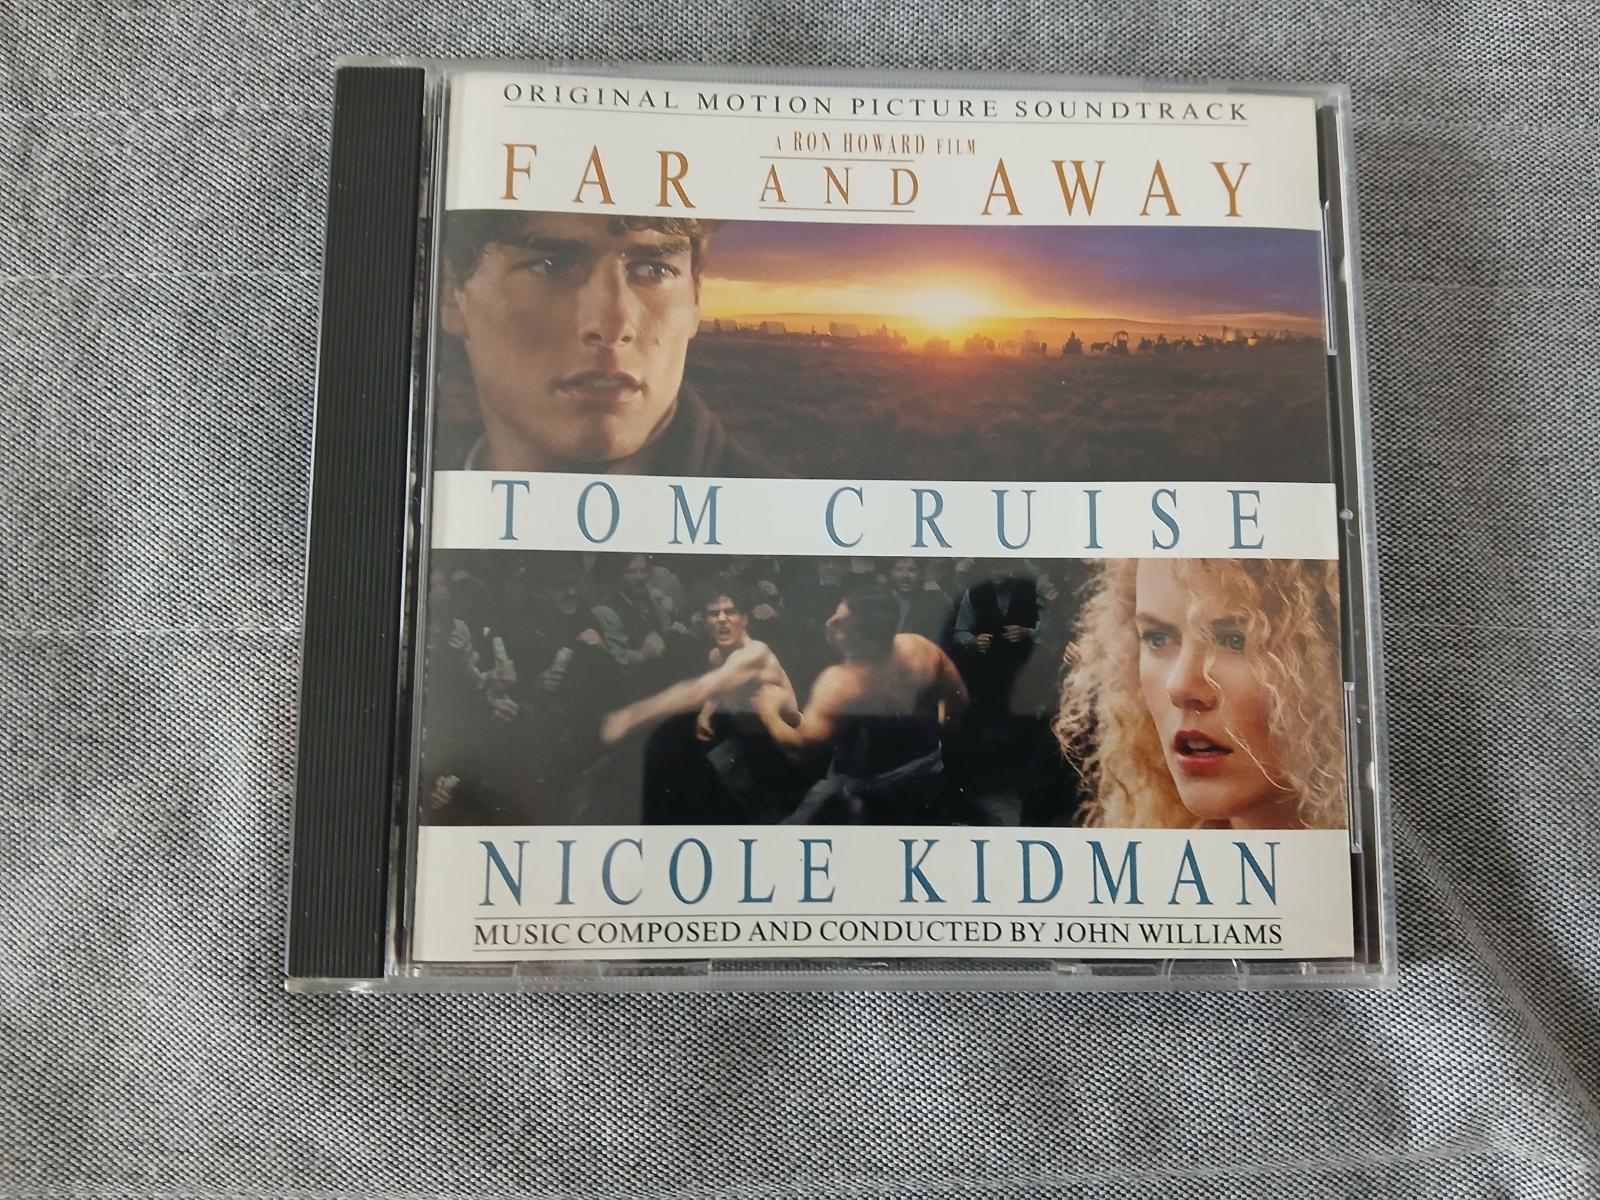 ORIGINAL MOTION PICTURE SOUNDTRACK
A RON HOWARD FILM
FAR AND AWAY
TOM CRUISE
NICOLE KIDMAN
MUSIC COMPOSED AND CONDUCTED BY JOHN WILLIAMS